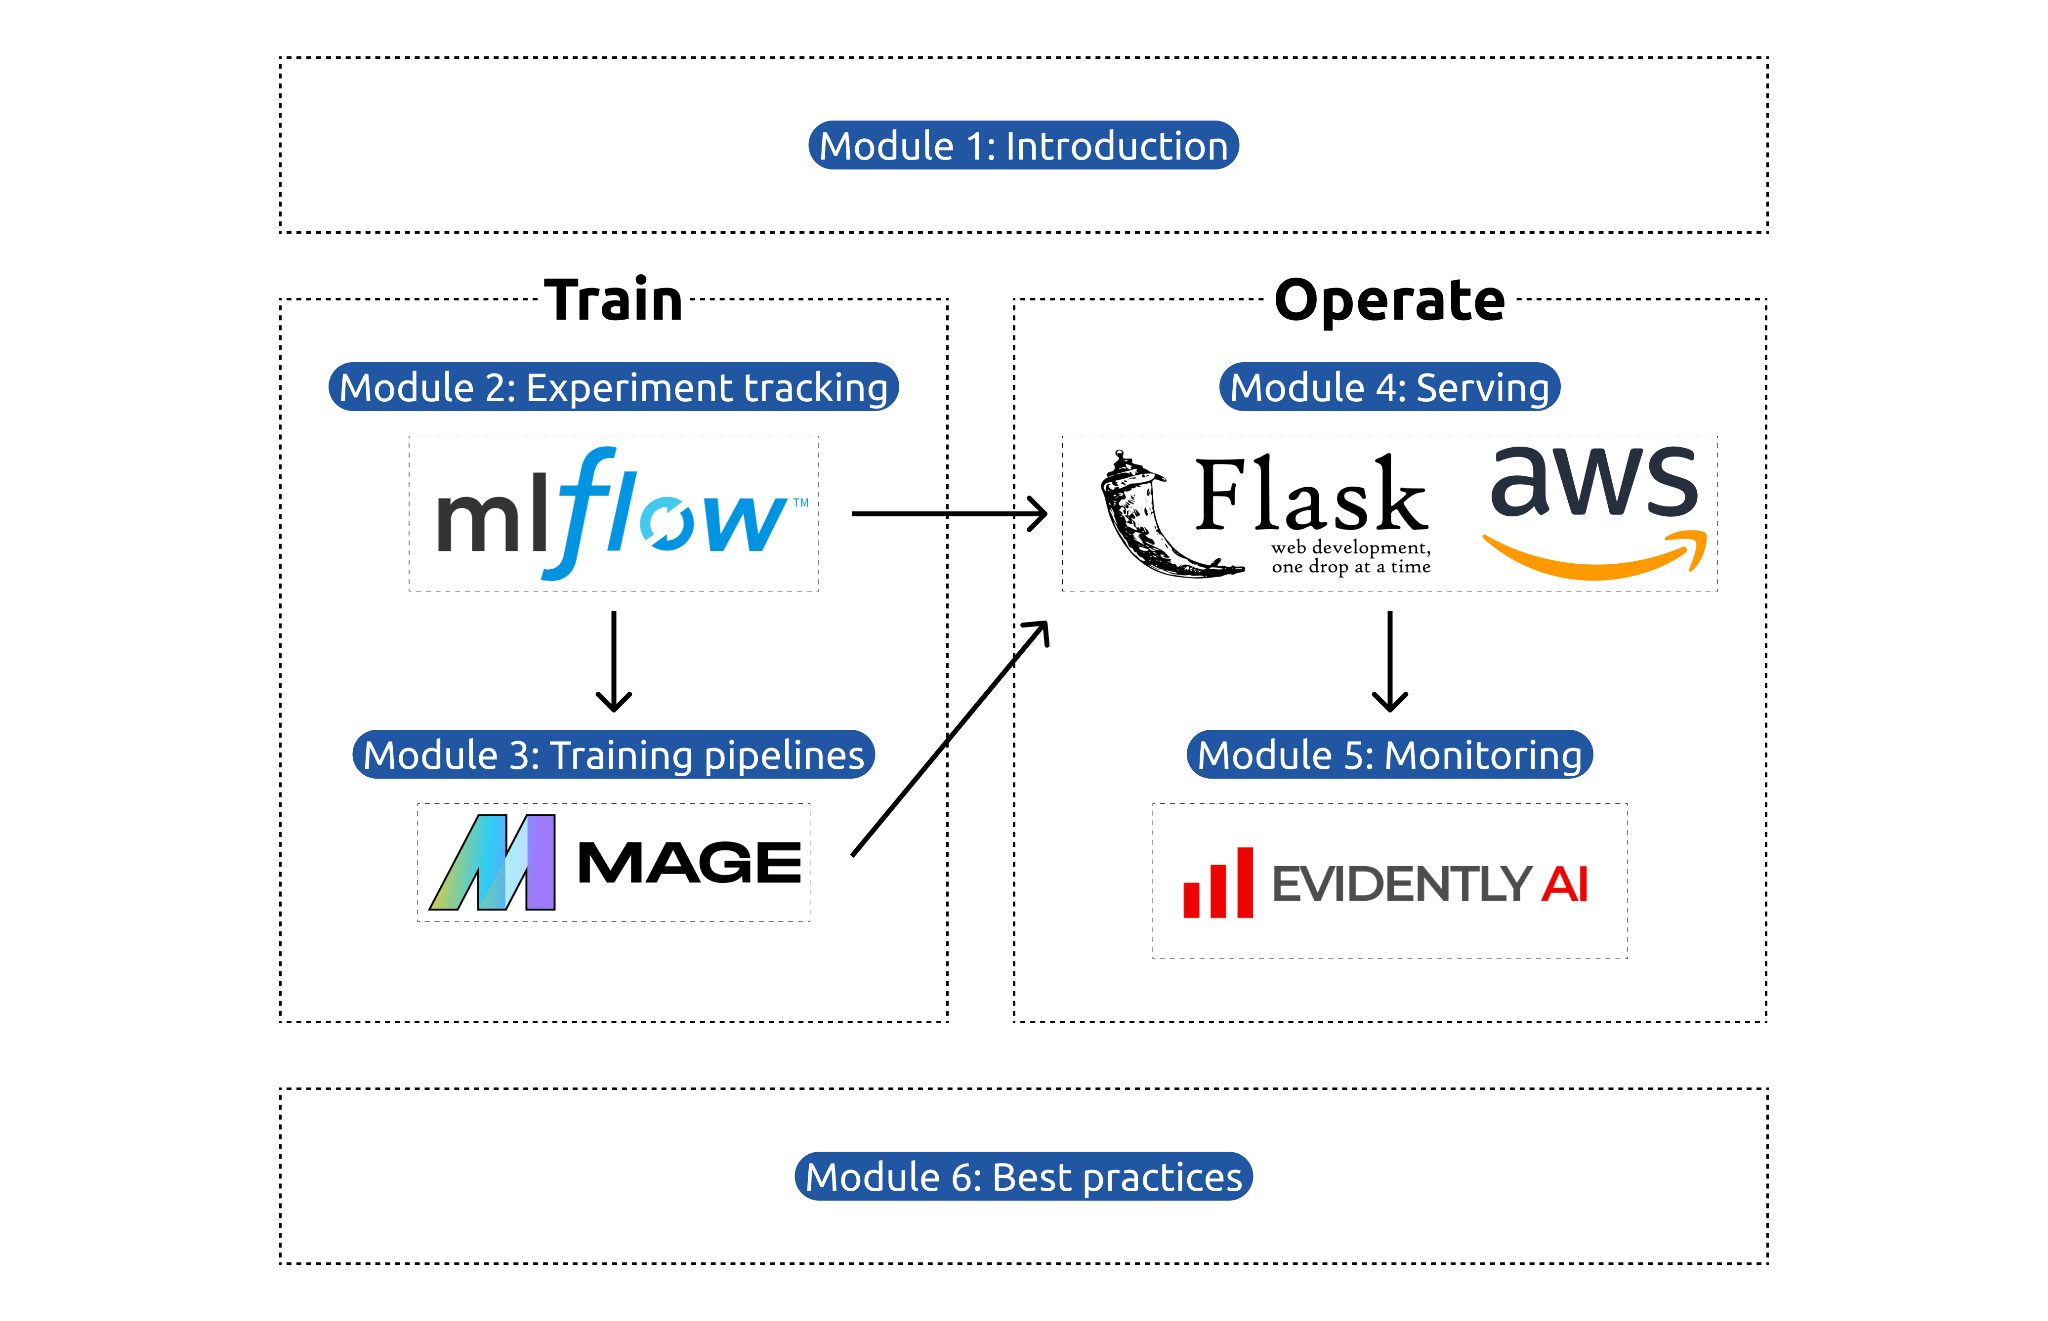 Module 1: Introduction
Train
Module 2: Experiment tracking
mlflow™
Module 3: Training pipelines
MAGE
Operate
Module 4: Serving
Flask
web development,
one drop at a time
aws
Module 5: Monitoring
EVIDENTLY AI
Module 6: Best practices